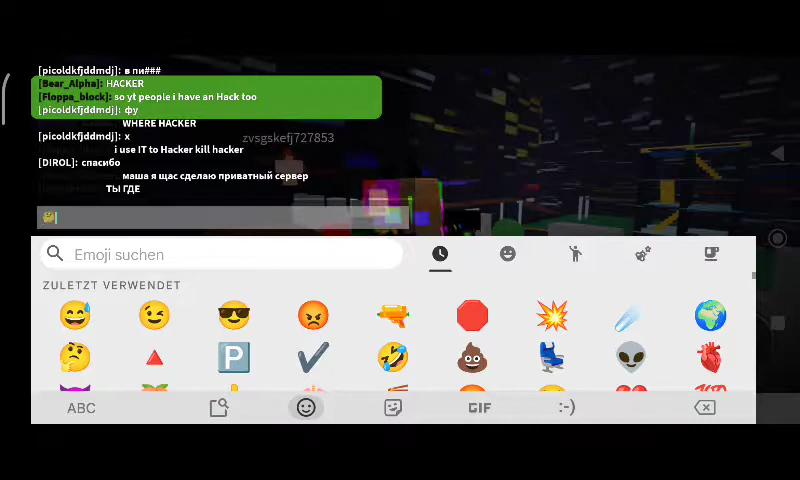 [picoldkfjddmdj]: в пи###
[Bear_Alpha]: HACKER
[Floppa_block]: so yt people i have an Hack too
[picoldkfjddmdj]: фу
WHERE HACKER
[picoldkfjddmdj]: x
zvsgskefj727853
i use IT to Hacker kill hacker
[DIROL]: спасибо
маша я щас сделаю приватный сервер
ТЫ ГДЕ
Emoji suchen
ZULETZT VERWENDET
ABC
GIF
:-)